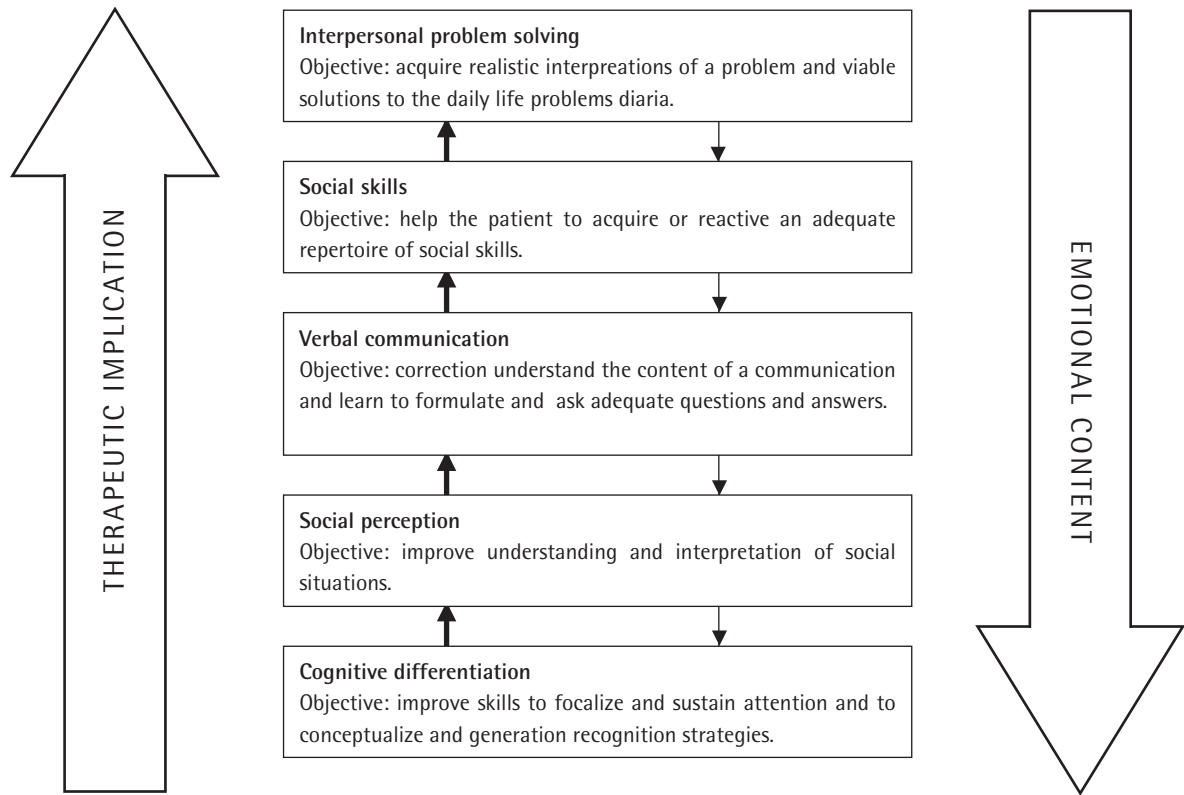 THERAPEUTIC IMPLICATION
Interpersonal problem solving
Objective: acquire realistic interpreations of a problem and viable
solutions to the daily life problems diaria.
Social skills
Objective: help the patient to acquire or reactive an adequate
repertoire of social skills.
Verbal communication
Objective: correction understand the content of a communication
and learn to formulate and ask adequate questions and answers.
Social perception
Objective: improve understanding and interpretation of social
situations.
Cognitive differentiation
Objective: improve skills to focalize and sustain attention and to
conceptualize and generation recognition strategies.
EMOTIONAL CONTENT